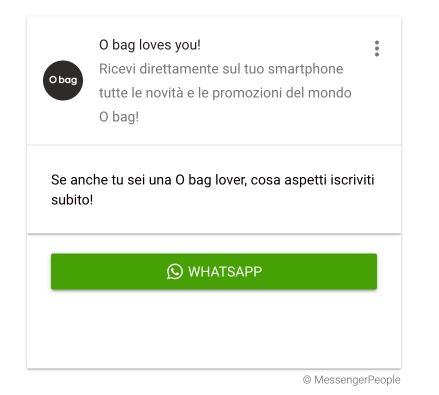 O bag loves you!
O bag
Ricevi direttamente sul tuo smartphone
tutte le novità e le promozioni del mondo
O bag!
Se anche tu sei una O bag lover, cosa aspetti iscriviti
subito!
WHATSAPP
© MessengerPeople